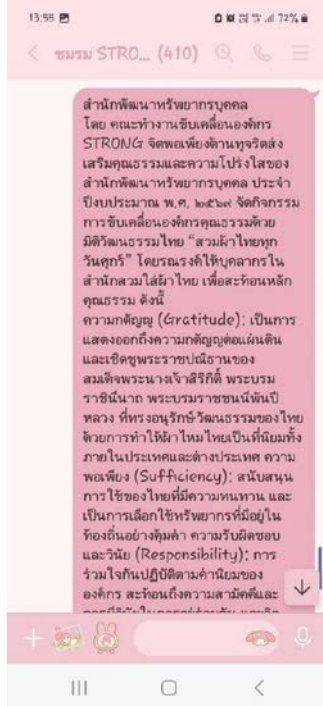 13:55
72%
ชมรม STRO... (410)
สำนักพัฒนาทรัพยากรบุคคล
โดย คณะทำงานขับเคลื่อนองค์กร
STRONG จิตพอเพียงต้านทุจริตส่ง
เสริมคุณธรรมและความโปร่งใสของ
สำนักพัฒนาทรัพยากรบุคคล ประจำ
ปีงบประมาณ พ.ศ. ๒๕๖๙ จัดกิจกรรม
การขับเคลื่อนองค์กรคุณธรรมด้วย
มิติวัฒนธรรมไทย "สวมผ้าไทยทุก
วันศุกร์" โดยรณรงค์ให้บุคลากรใน
สำนักสวมใส่ผ้าไทย เพื่อสะท้อนหลัก
คุณธรรม ดังนี้
ความกตัญญู (Gratitude): เป็นการ
แสดงออกถึงความกตัญญูต่อแผ่นดิน
และเชิดชูพระราชปณิธานของ
สมเด็จพระนางเจ้าสิริกิติ์ พระบรม
ราชินีนาถ พระบรมราชชนนีพันปี
หลวง ที่ทรงอนุรักษ์วัฒนธรรมของไทย
ด้วยการทำให้ผ้าไหมไทยเป็นที่นิยมทั้ง
ภายในประเทศและต่างประเทศ ความ
พอเพียง (Sufficiency): สนับสนุน
การใช้ของไทยที่มีความทนทาน และ
เป็นการเลือกใช้ทรัพยากรที่มีอยู่ใน
ท้องถิ่นอย่างคุ้มค่า ความรับผิดชอบ
และวินัย (Responsibility): การ
ร่วมใจกันปฏิบัติตามค่านิยมของ
องค์กร สะท้อนถึงความสามัคคีและ